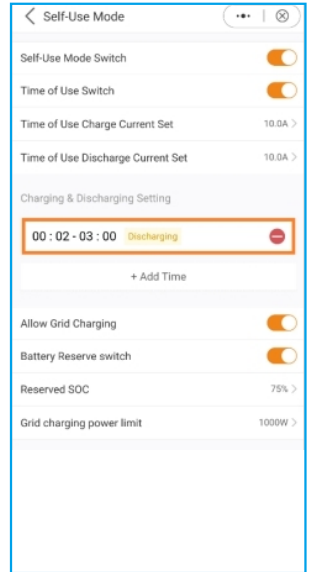 Self-Use Mode
Self-Use Mode Switch
Time of Use Switch
Time of Use Charge Current Set 10.0A >
Time of Use Discharge Current Set 10.0A >
Charging & Discharging Setting
00 : 02 - 03 : 00 Discharging
+ Add Time
Allow Grid Charging
Battery Reserve switch
Reserved SOC 75% >
Grid charging power limit 1000W >